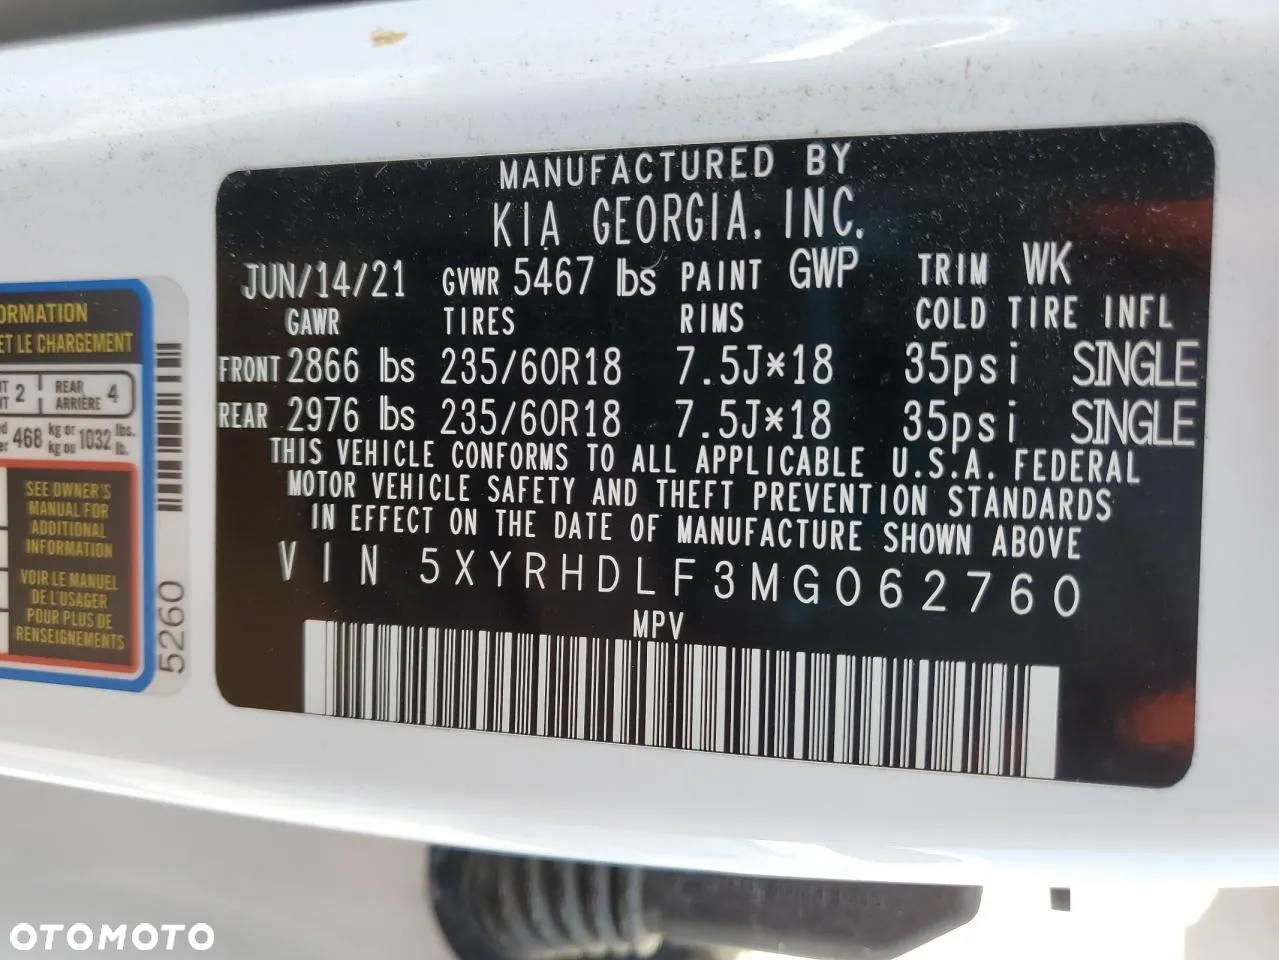 MANUFACTURED BY
KIA GEORGIA, INC.
JUN/14/21 GVWR 5467 lbs PAINT GWP TRIM WK
GAWR TIRES RIMS COLD TIRE INFL
FRONT 2866 lbs 235/60R18 7.5J*18 35psi SINGLE
REAR 2976 lbs 235/60R18 7.5J*18 35psi SINGLE
THIS VEHICLE CONFORMS TO ALL APPLICABLE U.S.A. FEDERAL
MOTOR VEHICLE SAFETY AND THEFT PREVENTION STANDARDS
IN EFFECT ON THE DATE OF MANUFACTURE SHOWN ABOVE
VIN 5XYRHDLF3MG062760
MPV
ET LE CHARGEMENT
2 REAR 4
ARRIÈRE
468 kg or 1032 lbs.
kg ou lb.
SEE OWNER'S
MANUAL FOR
ADDITIONAL
INFORMATION
VOIR LE MANUEL
DE L'USAGER
POUR PLUS DE
RENSEIGNEMENTS
5260
OTOMOTO